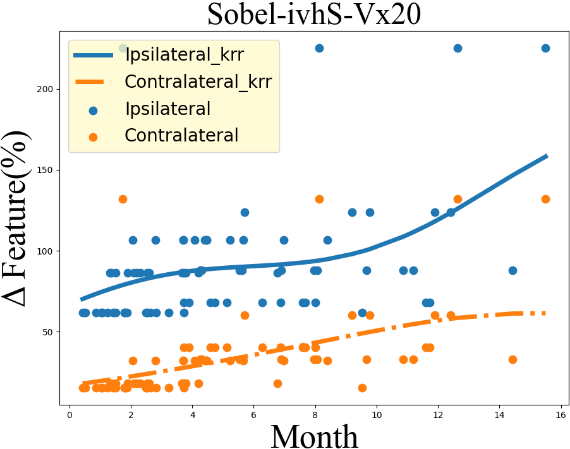 Sobel-ivhS-Vx20
Ipsilateral_krr
Contralateral_krr
Ipsilateral
Contralateral
Δ Feature(%)
200
150
100
50
0 2 4 6 8 10 12 14 16
Month